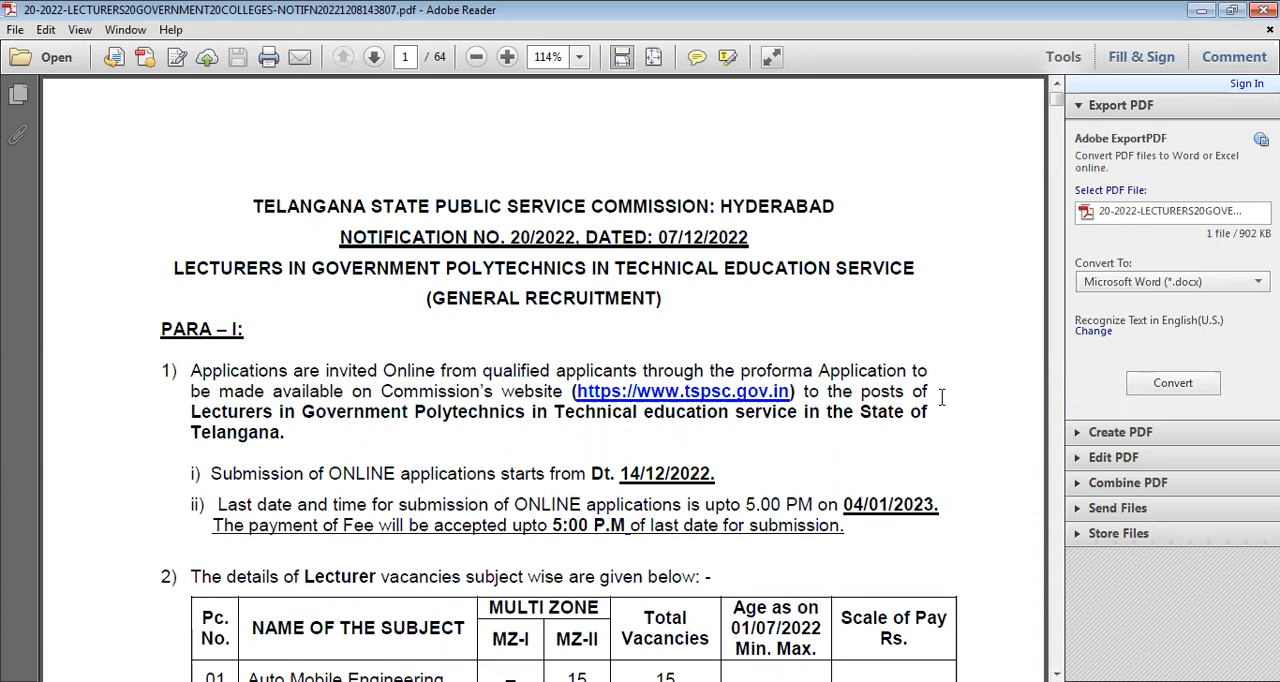 20-2022-LECTURERS20GOVERNMENT20COLLEGES-NOTIFN20221208143807.pdf - Adobe Reader
File Edit View Window Help
Open 1 / 64 114% Tools Fill & Sign Comment
Sign In
Export PDF
Adobe ExportPDF
Convert PDF files to Word or Excel
online.
Select PDF File:
20-2022-LECTURERS20GOVE...
1 file / 902 KB
Convert To:
Microsoft Word (*.docx)
Recognize Text in English(U.S.)
Change
Convert
Create PDF
Edit PDF
Combine PDF
Send Files
Store Files
TELANGANA STATE PUBLIC SERVICE COMMISSION: HYDERABAD
NOTIFICATION NO. 20/2022, DATED: 07/12/2022
LECTURERS IN GOVERNMENT POLYTECHNICS IN TECHNICAL EDUCATION SERVICE
(GENERAL RECRUITMENT)
PARA – I:
1) Applications are invited Online from qualified applicants through the proforma Application to
be made available on Commission's website (https://www.tspsc.gov.in) to the posts of
Lecturers in Government Polytechnics in Technical education service in the State of
Telangana.
i) Submission of ONLINE applications starts from Dt. 14/12/2022.
ii) Last date and time for submission of ONLINE applications is upto 5.00 PM on 04/01/2023.
The payment of Fee will be accepted upto 5:00 P.M of last date for submission.
2) The details of Lecturer vacancies subject wise are given below: -
Pc.
No.
NAME OF THE SUBJECT
MULTI ZONE
MZ-I MZ-II
Total
Vacancies
Age as on
01/07/2022
Min. Max.
Scale of Pay
Rs.
01 Auto Mobile Engineering – 15 15